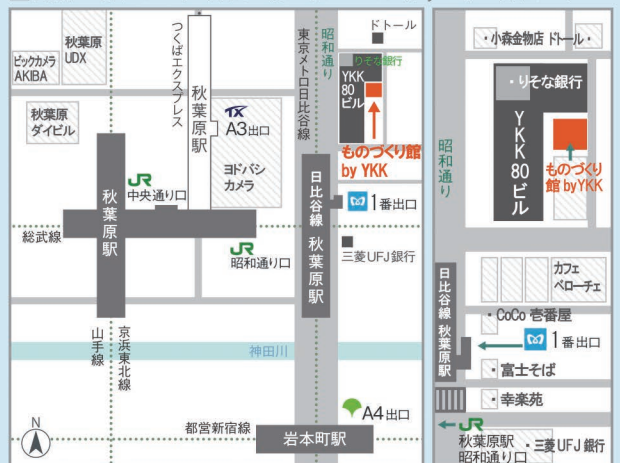 ビックカメラ
AKIBA
秋葉原
UDX
つくばエクスプレス
秋葉原駅
TX
A3出口
ヨドバシ
カメラ
秋葉原
ダイビル
東京メトロ日比谷線
昭和通り
ドトール
りそな銀行
YKK
80
ビル
ものづくり館
by YKK
JR
中央通り口
秋葉原駅
総武線
JR
昭和通り口
日比谷線 秋葉原駅
1番出口
三菱UFJ銀行
山手線
京浜東北線
神田川
A4出口
都営新宿線
岩本町駅
N
・小森金物店 ドトール・
・りそな銀行
YKK80ビル
ものづくり
館 by YKK
昭和通り
カフェ
ベローチェ
日比谷線 秋葉原駅
・CoCo 壱番屋
1番出口
・富士そば
・幸楽苑
JR
秋葉原駅
昭和通り口
・三菱UFJ銀行